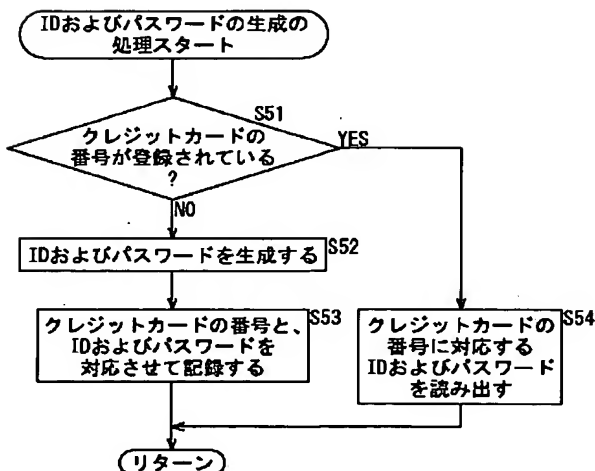 IDおよびパスワードの生成の
処理スタート
S51
クレジットカードの
番号が登録されている
?
YES
NO
IDおよびパスワードを生成する
S52
クレジットカードの番号と、
IDおよびパスワードを
対応させて記録する
S53
クレジットカードの
番号に対応する
IDおよびパスワード
を読み出す
S54
リターン